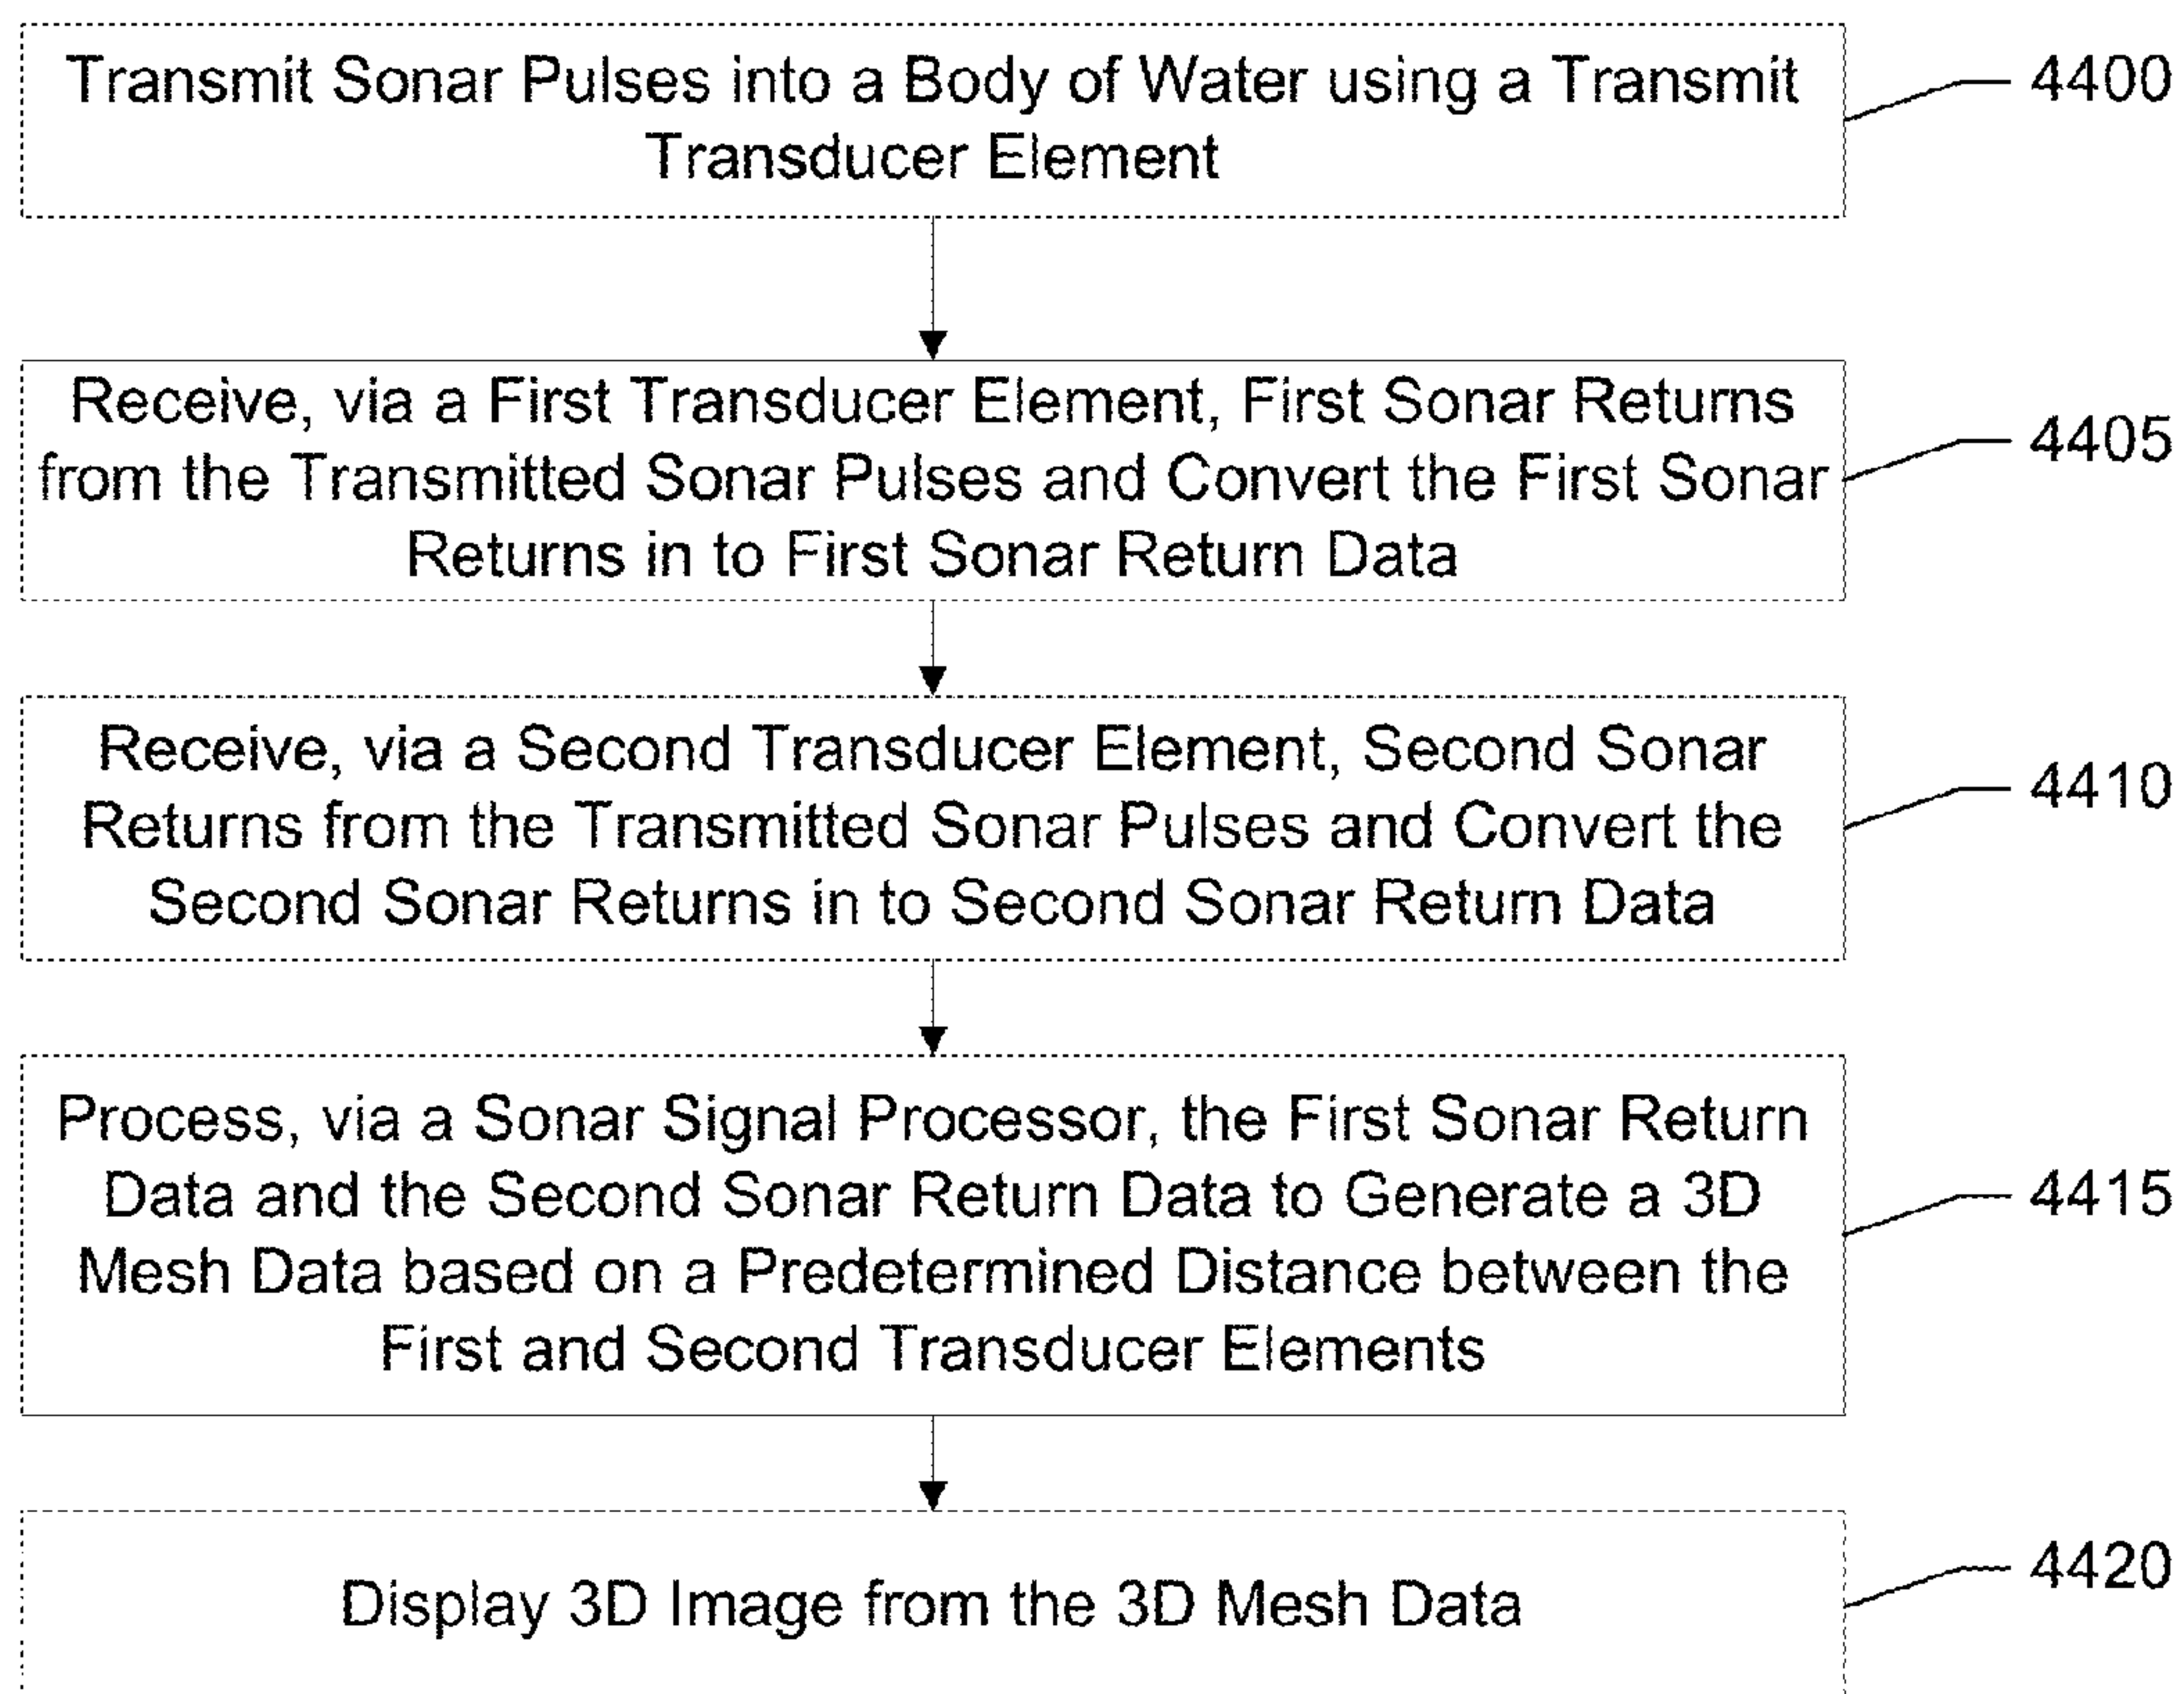 Transmit Sonar Pulses into a Body of Water using a Transmit
Transducer Element
4400
Receive, via a First Transducer Element, First Sonar Returns
from the Transmitted Sonar Pulses and Convert the First Sonar
Returns in to First Sonar Return Data
4405
Receive, via a Second Transducer Element, Second Sonar
Returns from the Transmitted Sonar Pulses and Convert the
Second Sonar Returns in to Second Sonar Return Data
4410
Process, via a Sonar Signal Processor, the First Sonar Return
Data and the Second Sonar Return Data to Generate a 3D
Mesh Data based on a Predetermined Distance between the
First and Second Transducer Elements
4415
Display 3D Image from the 3D Mesh Data
4420